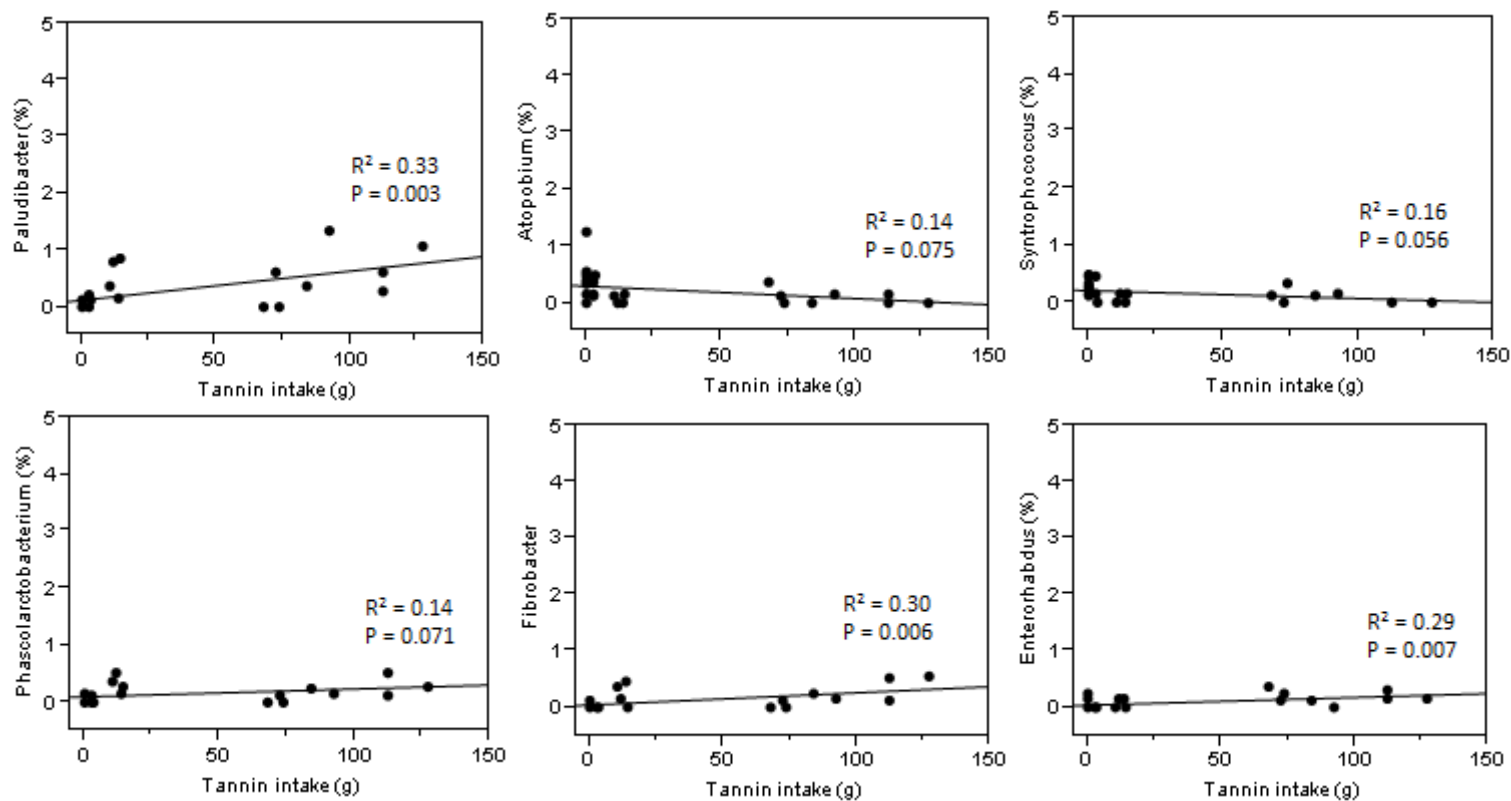 5
4
3
2
1
0
Paludibacter (%)
R² = 0.33
P = 0.003
0 50 100 150
Tannin intake (g)
5
4
3
2
1
0
Atopobium (%)
R² = 0.14
P = 0.075
0 50 100 150
Tannin intake (g)
5
4
3
2
1
0
Syntrophococcus (%)
R² = 0.16
P = 0.056
0 50 100 150
Tannin intake (g)
5
4
3
2
1
0
Phascolarctobacterium (%)
R² = 0.14
P = 0.071
0 50 100 150
Tannin intake (g)
5
4
3
2
1
0
Fibrobacter
R² = 0.30
P = 0.006
0 50 100 150
Tannin intake (g)
5
4
3
2
1
0
Enterorhabdus (%)
R² = 0.29
P = 0.007
0 50 100 150
Tannin intake (g)